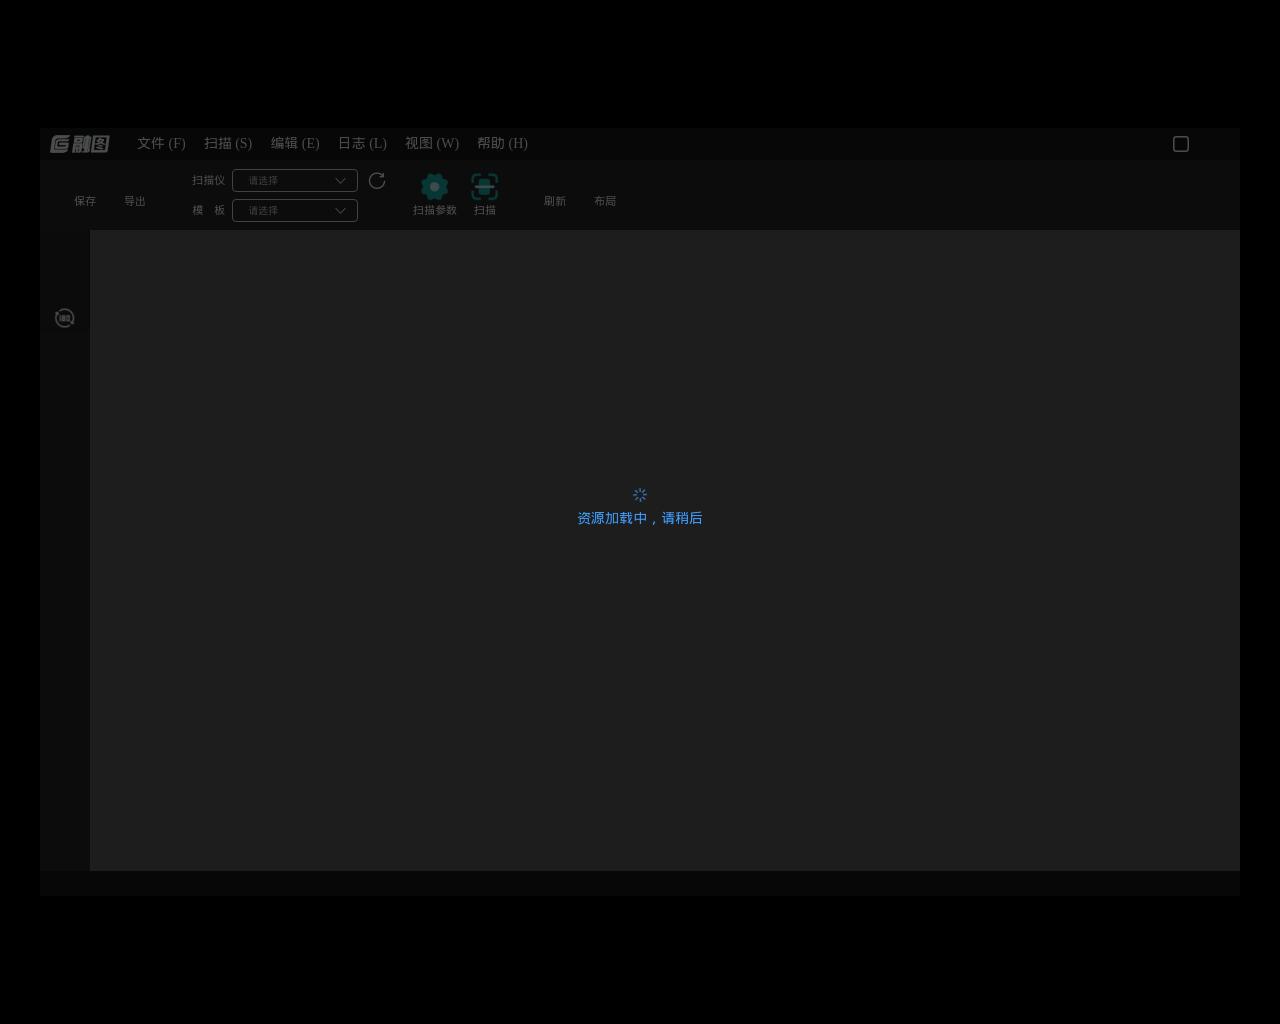 融图 文件 (F) 扫描 (S) 编辑 (E) 日志 (L) 视图 (W) 帮助 (H)
扫描仪 请选择
保存 导出 模 板 请选择 扫描参数 扫描 刷新 布局
180
资源加载中，请稍后